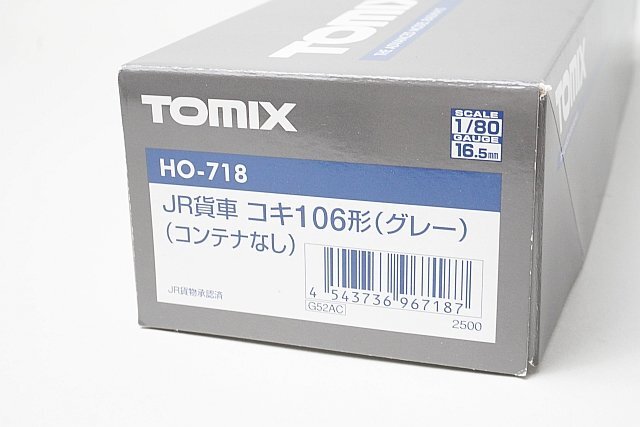 TOMIX
SCALE
1/80
GAUGE
16.5mm
HO-718
JR貨車 コキ106形(グレー)
(コンテナなし)
4 543736 967187
G52AC
2500
JR貨物承認済
TOMIX